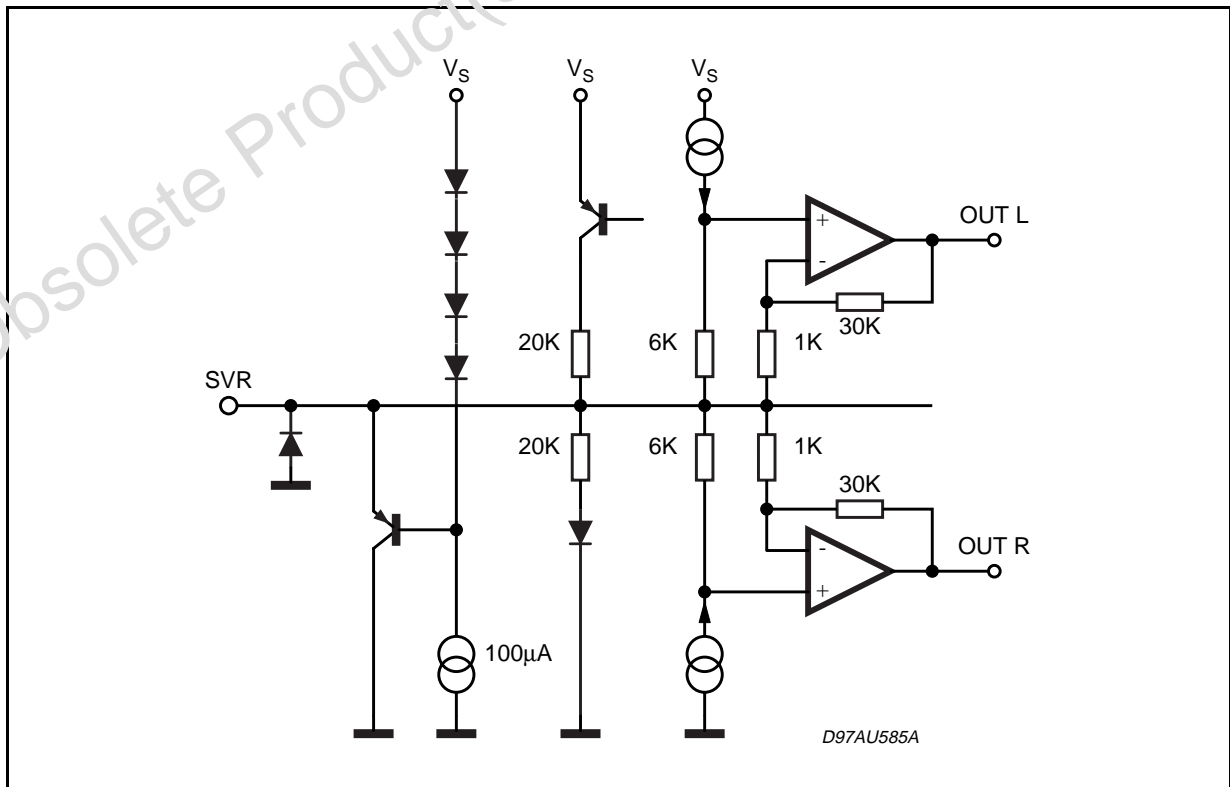 Obsolete Product(
V_S V_S V_S
OUT L
+
-
30K
20K 6K 1K
SVR
20K 6K 1K
30K
-
OUT R
+
100µA
D97AU585A